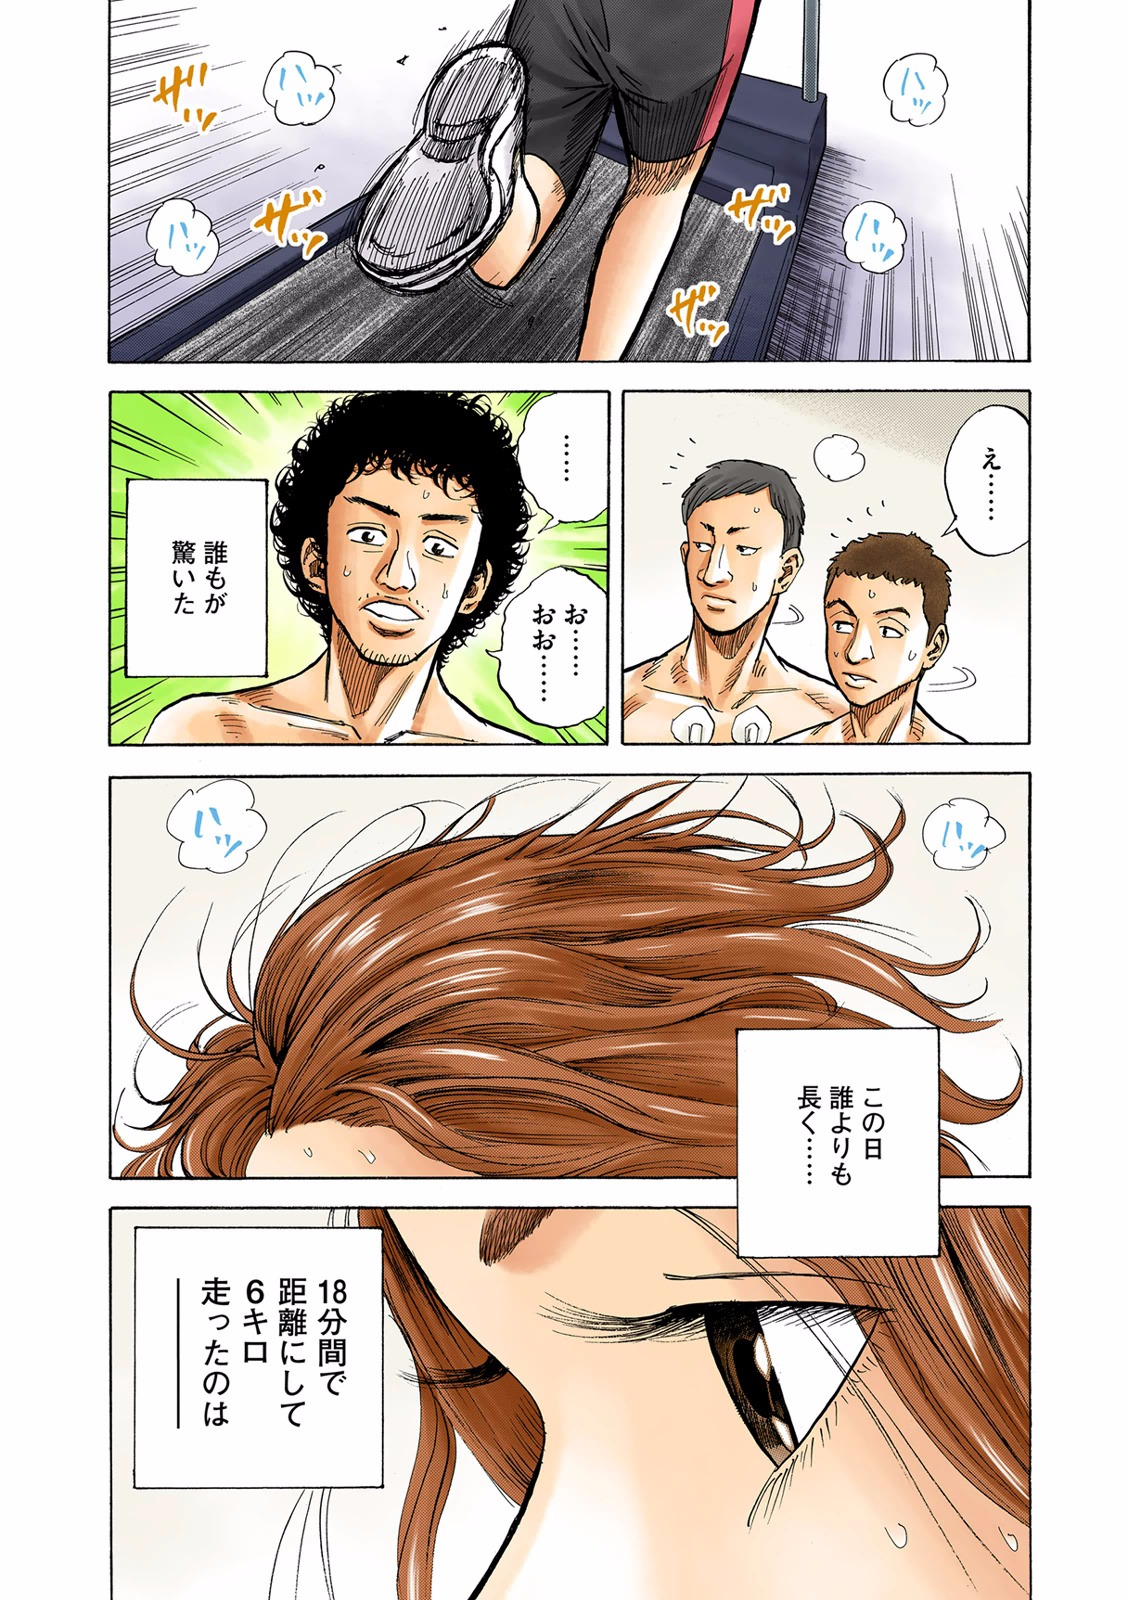 ザッ
ハッ
ハッ
ハッ
ザッ
ザッ
ハッ
ザッ
え……
……
お……
おお……
誰もが
驚いた
ハッ
ハッ
この日
誰よりも
長く……
18分間で
距離にして
6キロ
走ったのは
――――